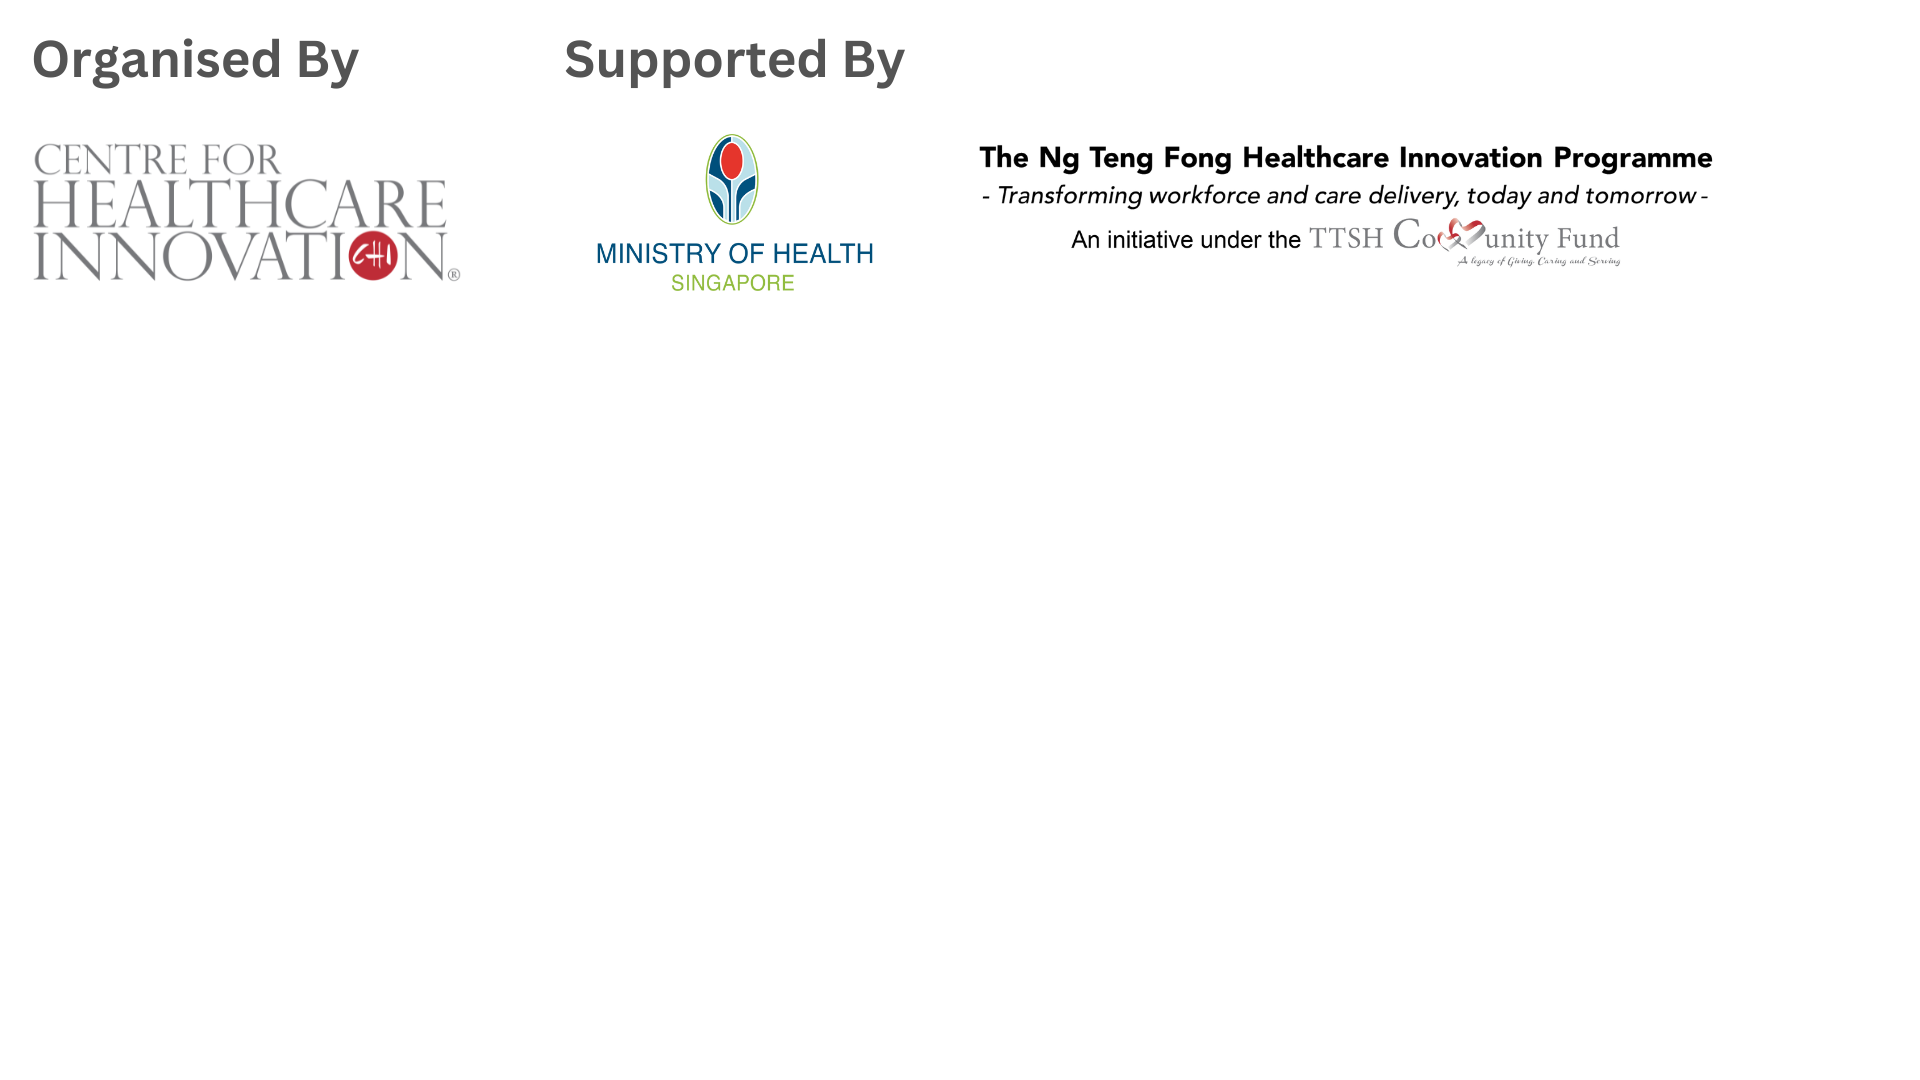 Organised By
CENTRE FOR
HEALTHCARE
INNOVATION®
CHI
Supported By
MINISTRY OF HEALTH
SINGAPORE
The Ng Teng Fong Healthcare Innovation Programme
- Transforming workforce and care delivery, today and tomorrow -
An initiative under the TTSH Community Fund
A legacy of Giving, Caring and Serving